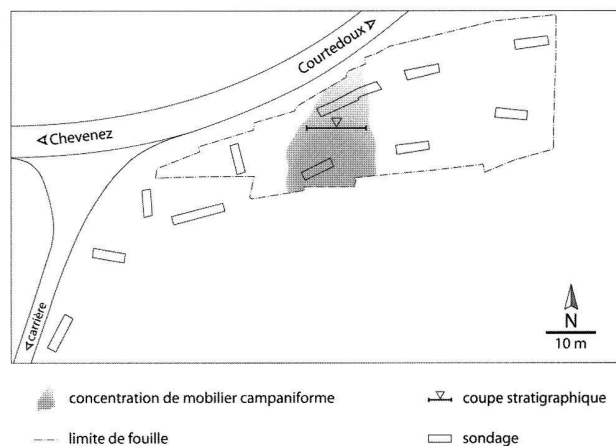 Courtedoux
Chevenez
carrière
N
10 m
concentration de mobilier campaniforme
coupe stratigraphique
limite de fouille
sondage